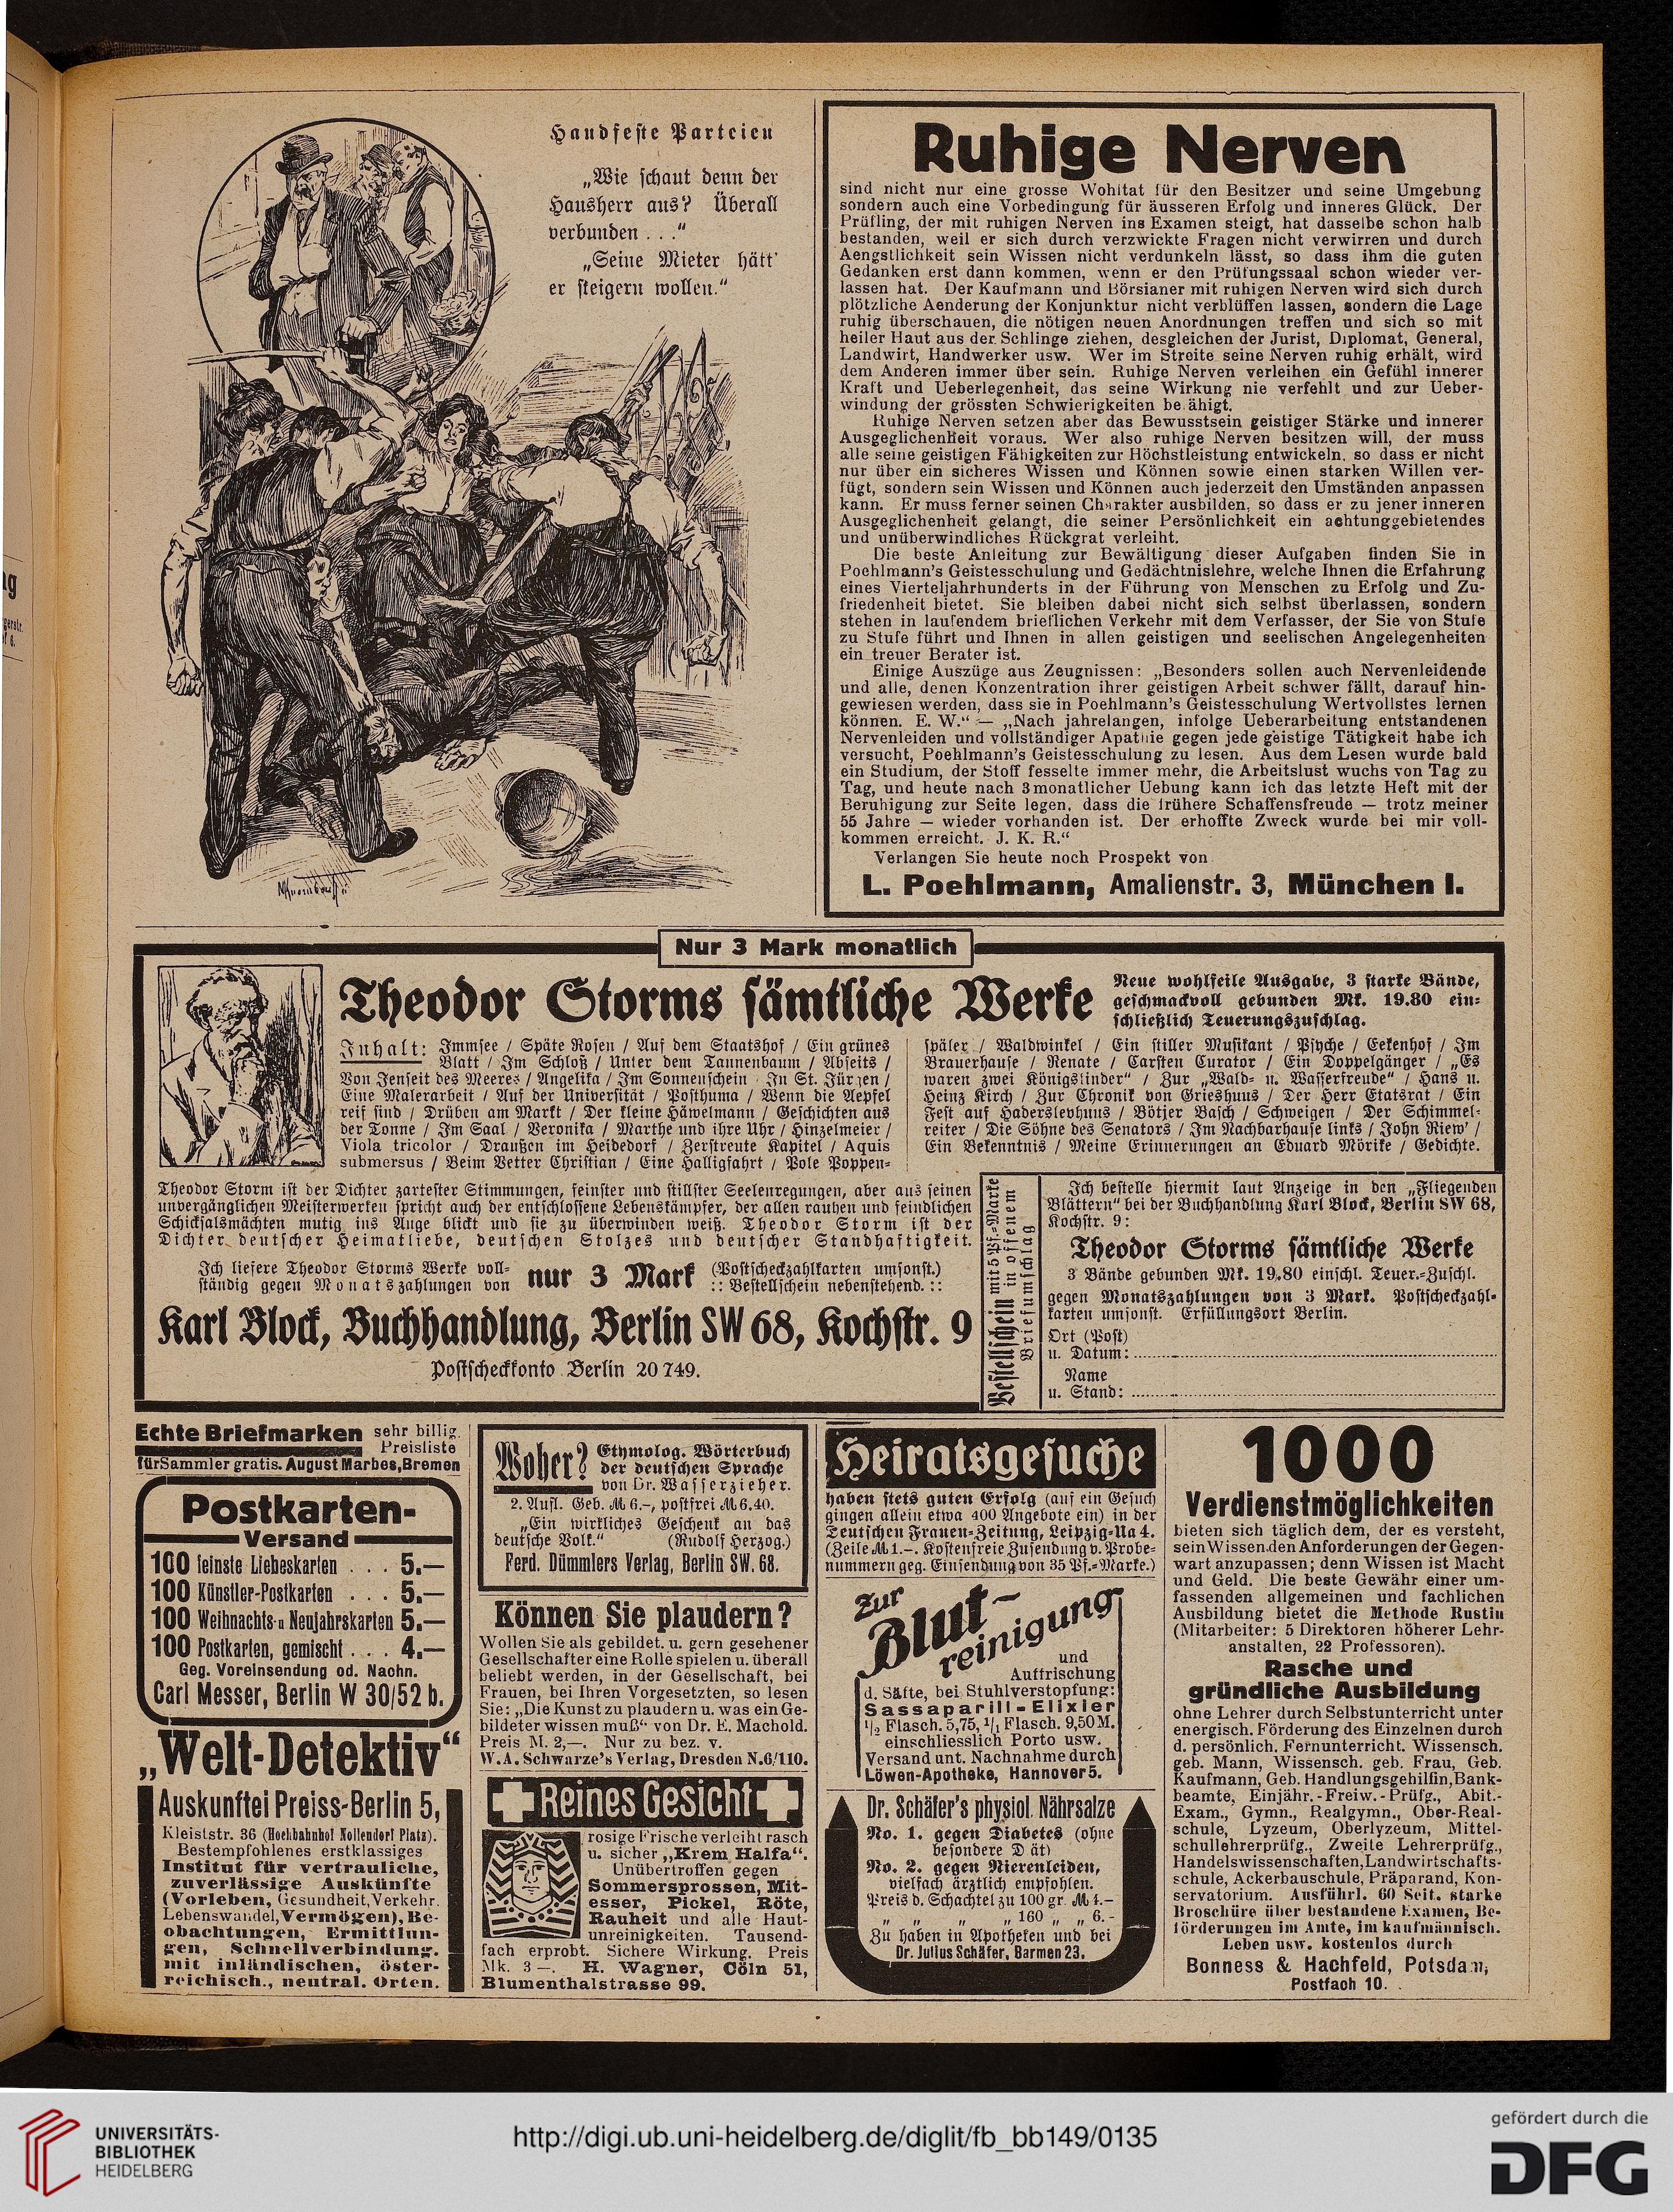 Handfeste Parteien
„Wie schaut denn der
Hausherr aus? Überall
verbunden . . .“
„Seine Mieter hätt'
er steigern wollen.“
Ruhige Nerven
sind nicht nur eine grosse Wohltat für den Besitzer und seine Umgebung
sondern auch eine Vorbedingung für äusseren Erfolg und inneres Glück. Der
Prüfling, der mit ruhigen Nerven ins Examen steigt, hat dasselbe schon halb
bestanden, weil er sich durch verzwickte Fragen nicht verwirren und durch
Aengstlichkeit sein Wissen nicht verdunkeln lässt, so dass ihm die guten
Gedanken erst dann kommen, wenn er den Prüfungssaal schon wieder ver-
lassen hat. Der Kaufmann und Börsianer mit ruhigen Nerven wird sich durch
plötzliche Aenderung der Konjunktur nicht verblüffen lassen, sondern die Lage
ruhig überschauen, die nötigen neuen Anordnungen treffen und sich so mit
heiler Haut aus der Schlinge ziehen, desgleichen der Jurist, Diplomat, General,
Landwirt, Handwerker usw. Wer im Streite seine Nerven ruhig erhält, wird
dem Anderen immer über sein. Ruhige Nerven verleihen ein Gefühl innerer
Kraft und Ueberlegenheit, das seine Wirkung nie verfehlt und zur Ueber-
windung der grössten Schwierigkeiten befähigt.
Ruhige Nerven setzen aber das Bewusstsein geistiger Stärke und innerer
Ausgeglichenheit voraus. Wer also ruhige Nerven besitzen will, der muss
alle seine geistigen Fähigkeiten zur Höchstleistung entwickeln, so dass er nicht
nur über ein sicheres Wissen und Können sowie einen starken Willen ver-
fügt, sondern sein Wissen und Können auch jederzeit den Umständen anpassen
kann. Er muss ferner seinen Charakter ausbilden, so dass er zu jener inneren
Ausgeglichenheit gelangt, die seiner Persönlichkeit ein achtunggebietendes
und unüberwindliches Rückgrat verleiht.
Die beste Anleitung zur Bewältigung dieser Aufgaben finden Sie in
Poehlmann's Geistesschulung und Gedächtnislehre, welche Ihnen die Erfahrung
eines Vierteljahrhunderts in der Führung von Menschen zu Erfolg und Zu-
friedenheit bietet. Sie bleiben dabei nicht sich selbst überlassen, sondern
stehen in laufendem brieflichen Verkehr mit dem Verfasser, der Sie von Stufe
zu Stufe führt und Ihnen in allen geistigen und seelischen Angelegenheiten
ein treuer Berater ist.
Einige Auszüge aus Zeugnissen: „Besonders sollen auch Nervenleidende
und alle, denen Konzentration ihrer geistigen Arbeit schwer fällt, darauf hin-
gewiesen werden, dass sie in Poehlmann's Geistesschulung Wertvollstes lernen
können. E. W.“ — „Nach jahrelangen, infolge Ueberarbeitung entstandenen
Nervenleiden und vollständiger Apathie gegen jede geistige Tätigkeit habe ich
versucht, Poehlmann's Geistesschulung zu lesen. Aus dem Lesen wurde bald
ein Studium, der Stoff fesselte immer mehr, die Arbeitslust wuchs von Tag zu
Tag, und heute nach 3monatlicher Uebung kann ich das letzte Heft mit der
Beruhigung zur Seite legen, dass die frühere Schaffensfreude — trotz meiner
55 Jahre — wieder vorhanden ist. Der erhoffte Zweck wurde bei mir voll-
kommen erreicht. J. K. R.“
Verlangen Sie heute noch Prospekt von
L. Poehlmann, Amalienstr. 3, München I.
Nur 3 Mark monatlich
Theodor Storms sämtliche Werke
Neue wohlfeile Ausgabe, 3 starke Bände,
geschmackvoll gebunden Mk. 19.80 ein-
schließlich Teuerungszuschlag.
Inhalt: Immsee / Späte Rosen / Auf dem Staatshof / Ein grünes
Blatt / Im Schloß / Unter dem Tannenbaum / Abseits /
Von Jenseit des Meeres / Angelika / Im Sonnenschein / In St. Jürgen /
Eine Malerarbeit / Auf der Universität / Posthuma / Wenn die Aepfel
reif sind / Drüben am Markt / Der kleine Häwelmann / Geschichten aus
der Tonne / Im Saal / Veronika / Marthe und ihre Uhr / Hinzelmeier /
Viola tricolor / Draußen im Heidedorf / Zerstreute Kapitel / Aquis
submersus / Beim Vetter Christian / Eine Halligfahrt / Pole Poppen-
späler / Waldwinkel / Ein stiller Musikant / Psyche / Eekenhof / Im
Brauerhause / Renate / Carsten Curator / Ein Doppelgänger / „Es
waren zwei Königskinder“ / Zur „Wald- u. Wasserfreude“ / Hans u.
Heinz Kirch / Zur Chronik von Grieshuus / Der Herr Etatsrat / Ein
Fest auf Haderslevhuus / Bötjer Basch / Schweigen / Der Schimmel-
reiter / Die Söhne des Senators / Im Nachbarhause links / John Riew' /
Ein Bekenntnis / Meine Erinnerungen an Eduard Mörike / Gedichte.
Theodor Storm ist der Dichter zartester Stimmungen, feinster und stillster Seelenregungen, aber aus seinen
unvergänglichen Meisterwerken spricht auch der entschlossene Lebenskämpfer, der allen rauhen und feindlichen
Schicksalsmächten mutig ins Auge blickt und sie zu überwinden weiß. Theodor Storm ist der
Dichter deutscher Heimatliebe, deutschen Stolzes und deutscher Standhaftigkeit.
Ich liefere Theodor Storms Werke voll-
ständig gegen Monatszahlungen von
nur 3 Mark
(Postscheckzahlkarten umsonst.)
:: Bestellschein nebenstehend. ::
Karl Block, Buchhandlung, Berlin SW 68, Kochstr. 9
Postscheckkonto Berlin 20 749.
Bestellschein mit 5 Pf.-Marke
in offenem
Briefumschlag
Ich bestelle hiermit laut Anzeige in den „Fliegenden
Blättern“ bei der Buchhandlung Karl Block, Berlin SW 68,
Kochstr. 9:
Theodor Storms sämtliche Werke
3 Bände gebunden Mk. 19.80 einschl. Teuer.-Zuschl.
gegen Monatszahlungen von 3 Mark. Postscheckzahl-
karten umsonst. Erfüllungsort Berlin.
Ort (Post)
u. Datum:
Name
u. Stand:
Echte Briefmarken sehr billig.
Preisliste
für Sammler gratis. August Marbes, Bremen
Postkarten-
Versand
100 feinste Liebeskarten . . . 5.—
100 Künstler-Postkarten . . . 5.—
100 Weihnachts- u Neujahrskarten 5.—
100 Postkarten, gemischt . . . 4.—
Geg. Voreinsendung od. Nachn.
Carl Messer, Berlin W 30/52 b.
„Welt-Detektiv“
Auskunftei Preiss-Berlin 5,
Kleiststr. 36 (Hochbahnhof Nollendorf Platz).
Bestempfohlenes erstklassiges
Institut für vertrauliche,
zuverlässige Auskünfte
(Vorleben, Gesundheit, Verkehr.
Lebenswandel, Vermögen), Be-
obachtungen, Ermittlun-
gen, Schnellverbindung.
mit inländischen, öster-
reichisch., neutral. Orten.
Woher? Etymolog. Wörterbuch
der deutschen Sprache
von Dr. Wasserzieher.
2. Aufl. Geb. M 6.–, postfrei M 6.40.
„Ein wirkliches Geschenk an das
deutsche Volk.“ (Rudolf Herzog.)
Ferd. Dümmlers Verlag, Berlin SW. 68.
Können Sie plaudern?
Wollen Sie als gebildet. u. gern gesehener
Gesellschafter eine Rolle spielen u. überall
beliebt werden, in der Gesellschaft, bei
Frauen, bei Ihren Vorgesetzten, so lesen
Sie: „Die Kunst zu plaudern u. was ein Ge-
bildeter wissen muß“ von Dr. E. Machold.
Preis M. 2,—. Nur zu bez. v.
W. A. Schwarze's Verlag, Dresden N. 6/110.
Reines Gesicht
rosige Frische verleiht rasch
u. sicher „Krem Halfa“.
Unübertroffen gegen
Sommersprossen, Mit-
esser, Pickel, Röte,
Rauheit und alle Haut-
unreinigkeiten. Tausend-
fach erprobt. Sichere Wirkung. Preis
Mk. 3—. H. Wagner, Cöln 51,
Blumenthalstrasse 99.
Heiratsgesuche
haben stets guten Erfolg (auf ein Gesuch
gingen allein etwa 400 Angebote ein) in der
Deutschen Frauen-Zeitung, Leipzig-Ua 4.
(Zeile M 1.–. Kostenfreie Zusendung v. Probe-
nummern geg. Einsendung von 35 Pf.-Marke.)
Zur
Blut-
reinigung
und
Auffrischung
d. Säfte, bei Stuhlverstopfung:
Sassaparill-Elixier
1/2 Flasch. 5,75, 1/1 Flasch. 9,50 M.
einschliesslich Porto usw.
Versand unt. Nachnahme durch
Löwen-Apotheke, Hannover 5.
Dr. Schäfer's physiol. Nährsalze
No. 1. gegen Diabetes (ohne
besondere Diät)
No. 2. gegen Nierenleiden,
vielfach ärztlich empfohlen.
Preis d. Schachtel zu 100 gr. M 4.—
„ „ „ „ 160 „ „ 6.-
Zu haben in Apotheken und bei
Dr. Julius Schäfer, Barmen 23.
1000
Verdienstmöglichkeiten
bieten sich täglich dem, der es versteht,
sein Wissen den Anforderungen der Gegen-
wart anzupassen; denn Wissen ist Macht
und Geld. Die beste Gewähr einer um-
fassenden allgemeinen und fachlichen
Ausbildung bietet die Methode Rustin
(Mitarbeiter: 5 Direktoren höherer Lehr-
anstalten, 22 Professoren).
Rasche und
gründliche Ausbildung
ohne Lehrer durch Selbstunterricht unter
energisch. Förderung des Einzelnen durch
d. persönlich. Fernunterricht. Wissensch.
geb. Mann, Wissensch. geb. Frau, Geb.
Kaufmann, Geb. Handlungsgehilfin, Bank-
beamte, Einjähr.-Freiw.-Prüfg., Abit.-
Exam., Gymn., Realgymn., Ober-Real-
schule, Lyzeum, Oberlyzeum, Mittel-
schullehrerprüfg., Zweite Lehrerprüfg.,
Handelswissenschaften, Landwirtschafts-
schule, Ackerbauschule, Präparand, Kon-
servatorium. Ausführl. 60 Seit. starke
Broschüre über bestandene Examen, Be-
förderungen im Amte, im kaufmännisch.
Leben usw. kostenlos durch
Bonness & Hachfeld, Potsdam,
Postfach 10.
UNIVERSITÄTS-
BIBLIOTHEK
HEIDELBERG
http://digi.ub.uni-heidelberg.de/diglit/fb_bb149/0135
gefördert durch die
DFG